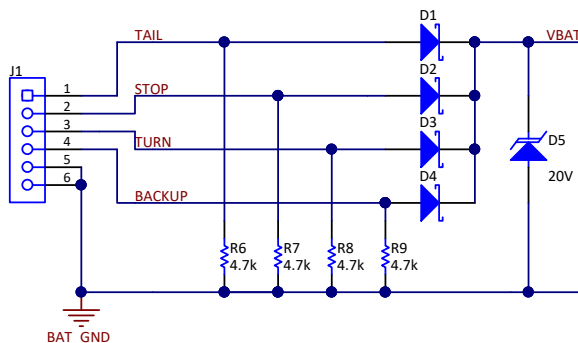 D1
TAIL
VBAT
J1
D2
1
STOP
2
D3
3
TURN
D5
4
D4
5
20V
6
BACKUP
R6
R7
R8
R9
4.7k
4.7k
4.7k
4.7k
BAT GND